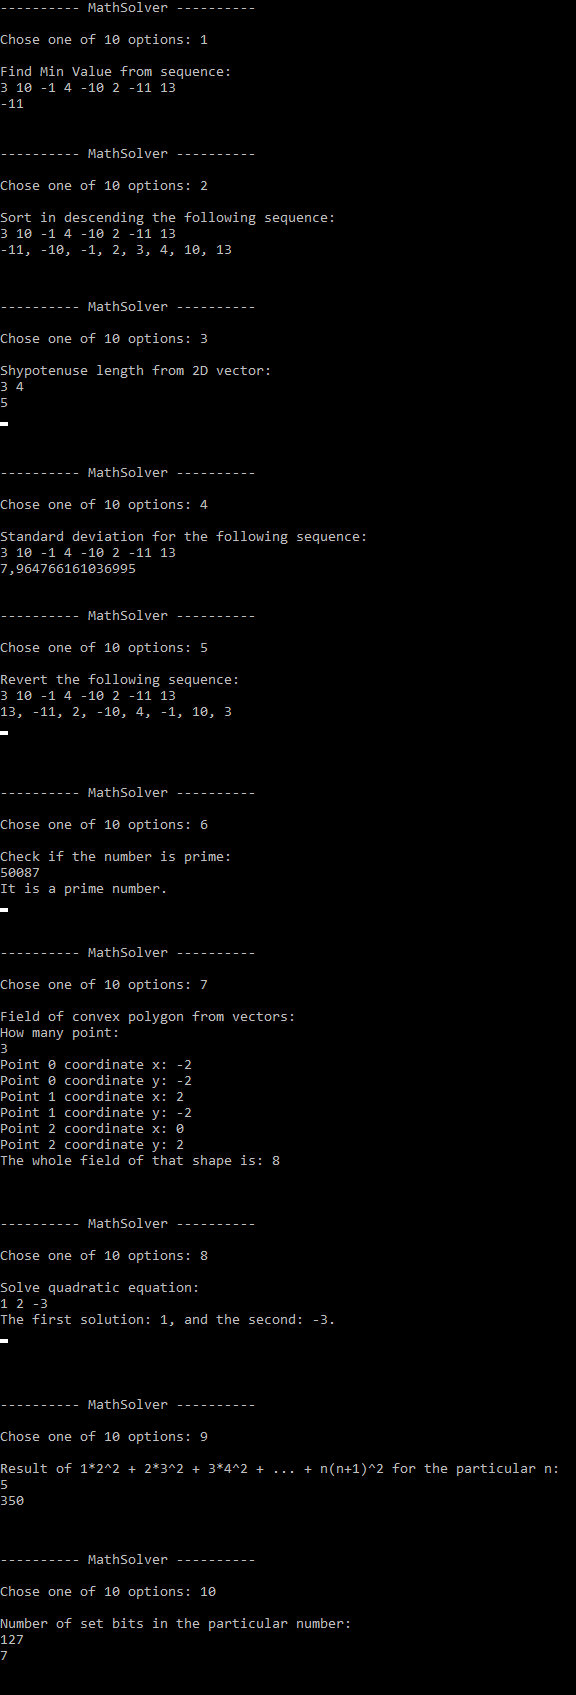 ---------- MathSolver ----------
Chose one of 10 options: 1
Find Min Value from sequence:
3 10 -1 4 -10 2 -11 13
-11
---------- MathSolver ----------
Chose one of 10 options: 2
Sort in descending the following sequence:
3 10 -1 4 -10 2 -11 13
-11, -10, -1, 2, 3, 4, 10, 13
---------- MathSolver ----------
Chose one of 10 options: 3
Shypotenuse length from 2D vector:
3 4
5
---------- MathSolver ----------
Chose one of 10 options: 4
Standard deviation for the following sequence:
3 10 -1 4 -10 2 -11 13
7,964766161036995
---------- MathSolver ----------
Chose one of 10 options: 5
Revert the following sequence:
3 10 -1 4 -10 2 -11 13
13, -11, 2, -10, 4, -1, 10, 3
---------- MathSolver ----------
Chose one of 10 options: 6
Check if the number is prime:
50087
It is a prime number.
---------- MathSolver ----------
Chose one of 10 options: 7
Field of convex polygon from vectors:
How many point:
3
Point 0 coordinate x: -2
Point 0 coordinate y: -2
Point 1 coordinate x: 2
Point 1 coordinate y: -2
Point 2 coordinate x: 0
Point 2 coordinate y: 2
The whole field of that shape is: 8
---------- MathSolver ----------
Chose one of 10 options: 8
Solve quadratic equation:
1 2 -3
The first solution: 1, and the second: -3.
---------- MathSolver ----------
Chose one of 10 options: 9
Result of 1*2^2 + 2*3^2 + 3*4^2 + ... + n(n+1)^2 for the particular n:
5
350
---------- MathSolver ----------
Chose one of 10 options: 10
Number of set bits in the particular number:
127
7